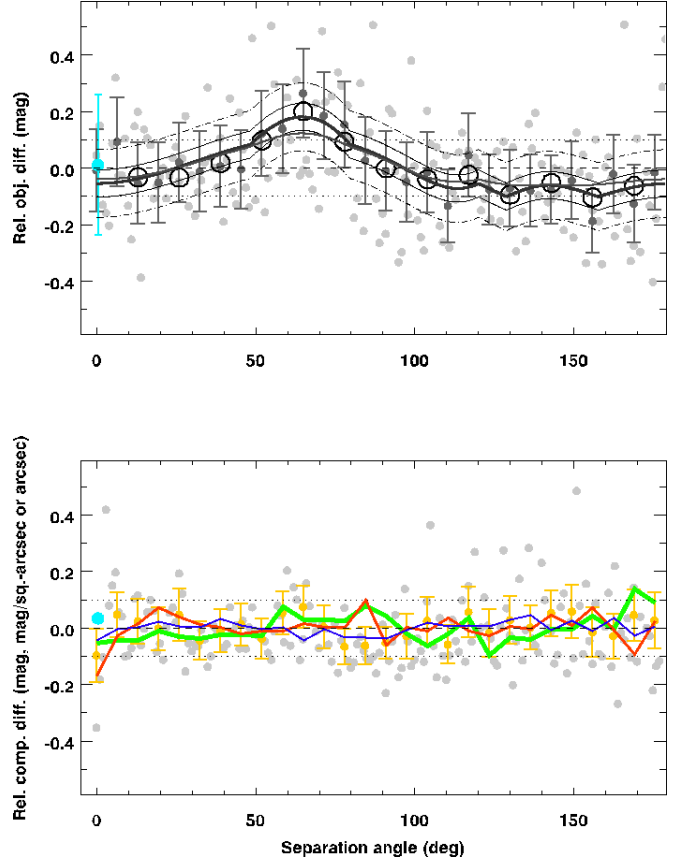 Rel. obj. diff. (mag)
0.4
0.2
0.0
-0.2
-0.4
0 50 100 150
Rel. comp. diff. (mag. mag/sq.-arcsec or arcsec)
0.4
0.2
0.0
-0.2
-0.4
0 50 100 150
Separation angle (deg)